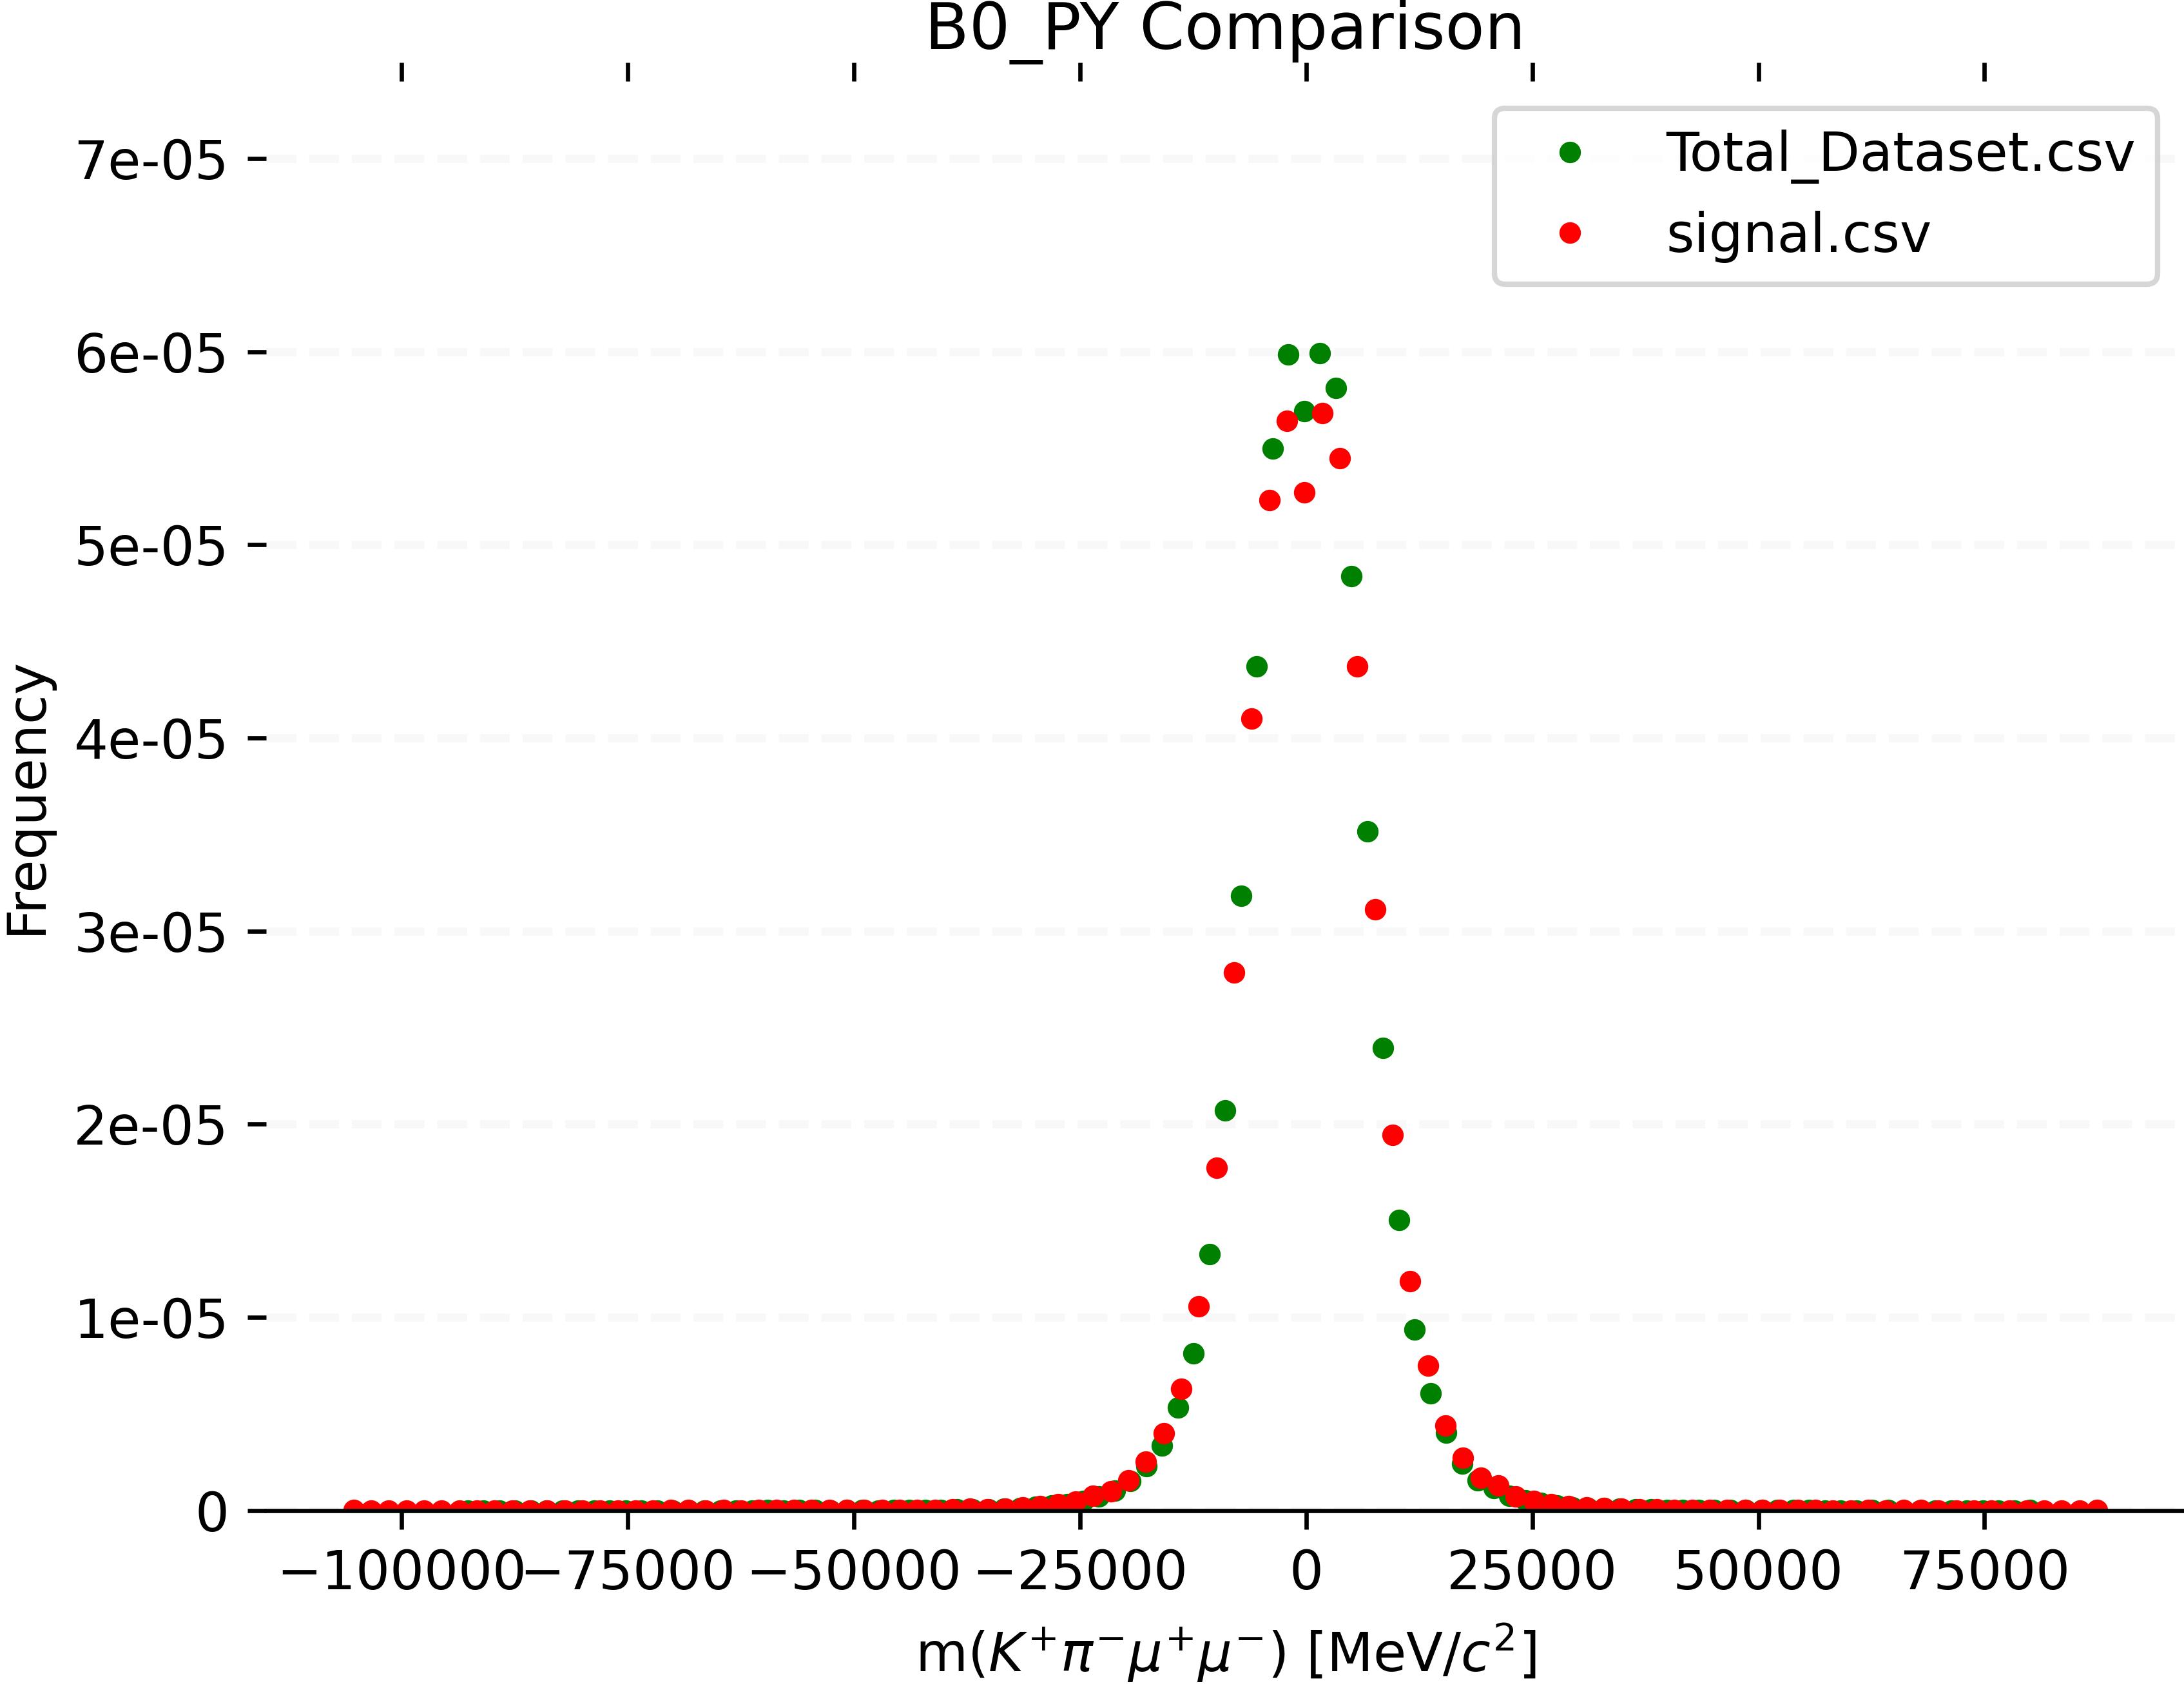 B0_PY Comparison
Total_Dataset.csv
signal.csv
7e-05
6e-05
5e-05
4e-05
3e-05
2e-05
1e-05
0
Frequency
−100000 −75000 −50000 −25000 0 25000 50000 75000
m(K⁺π⁻μ⁺μ⁻) [MeV/c²]